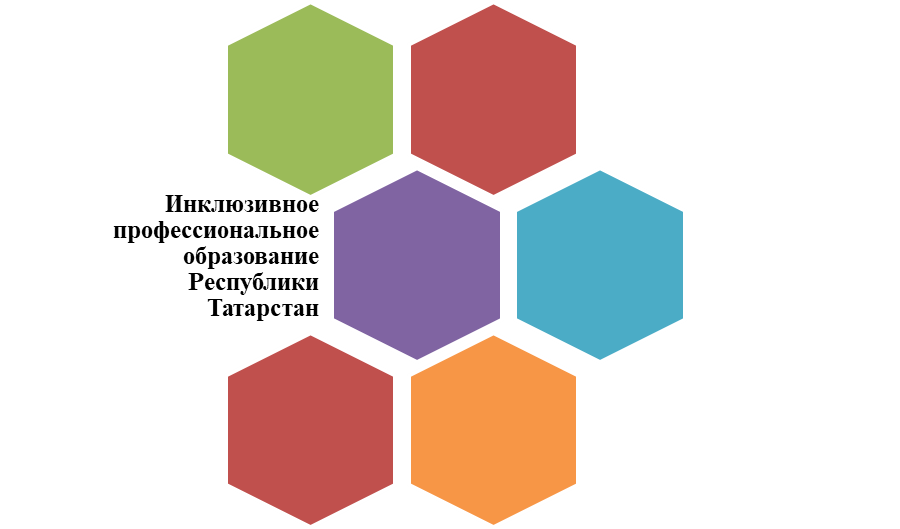 Инклюзивное
профессиональное
образование
Республики
Татарстан